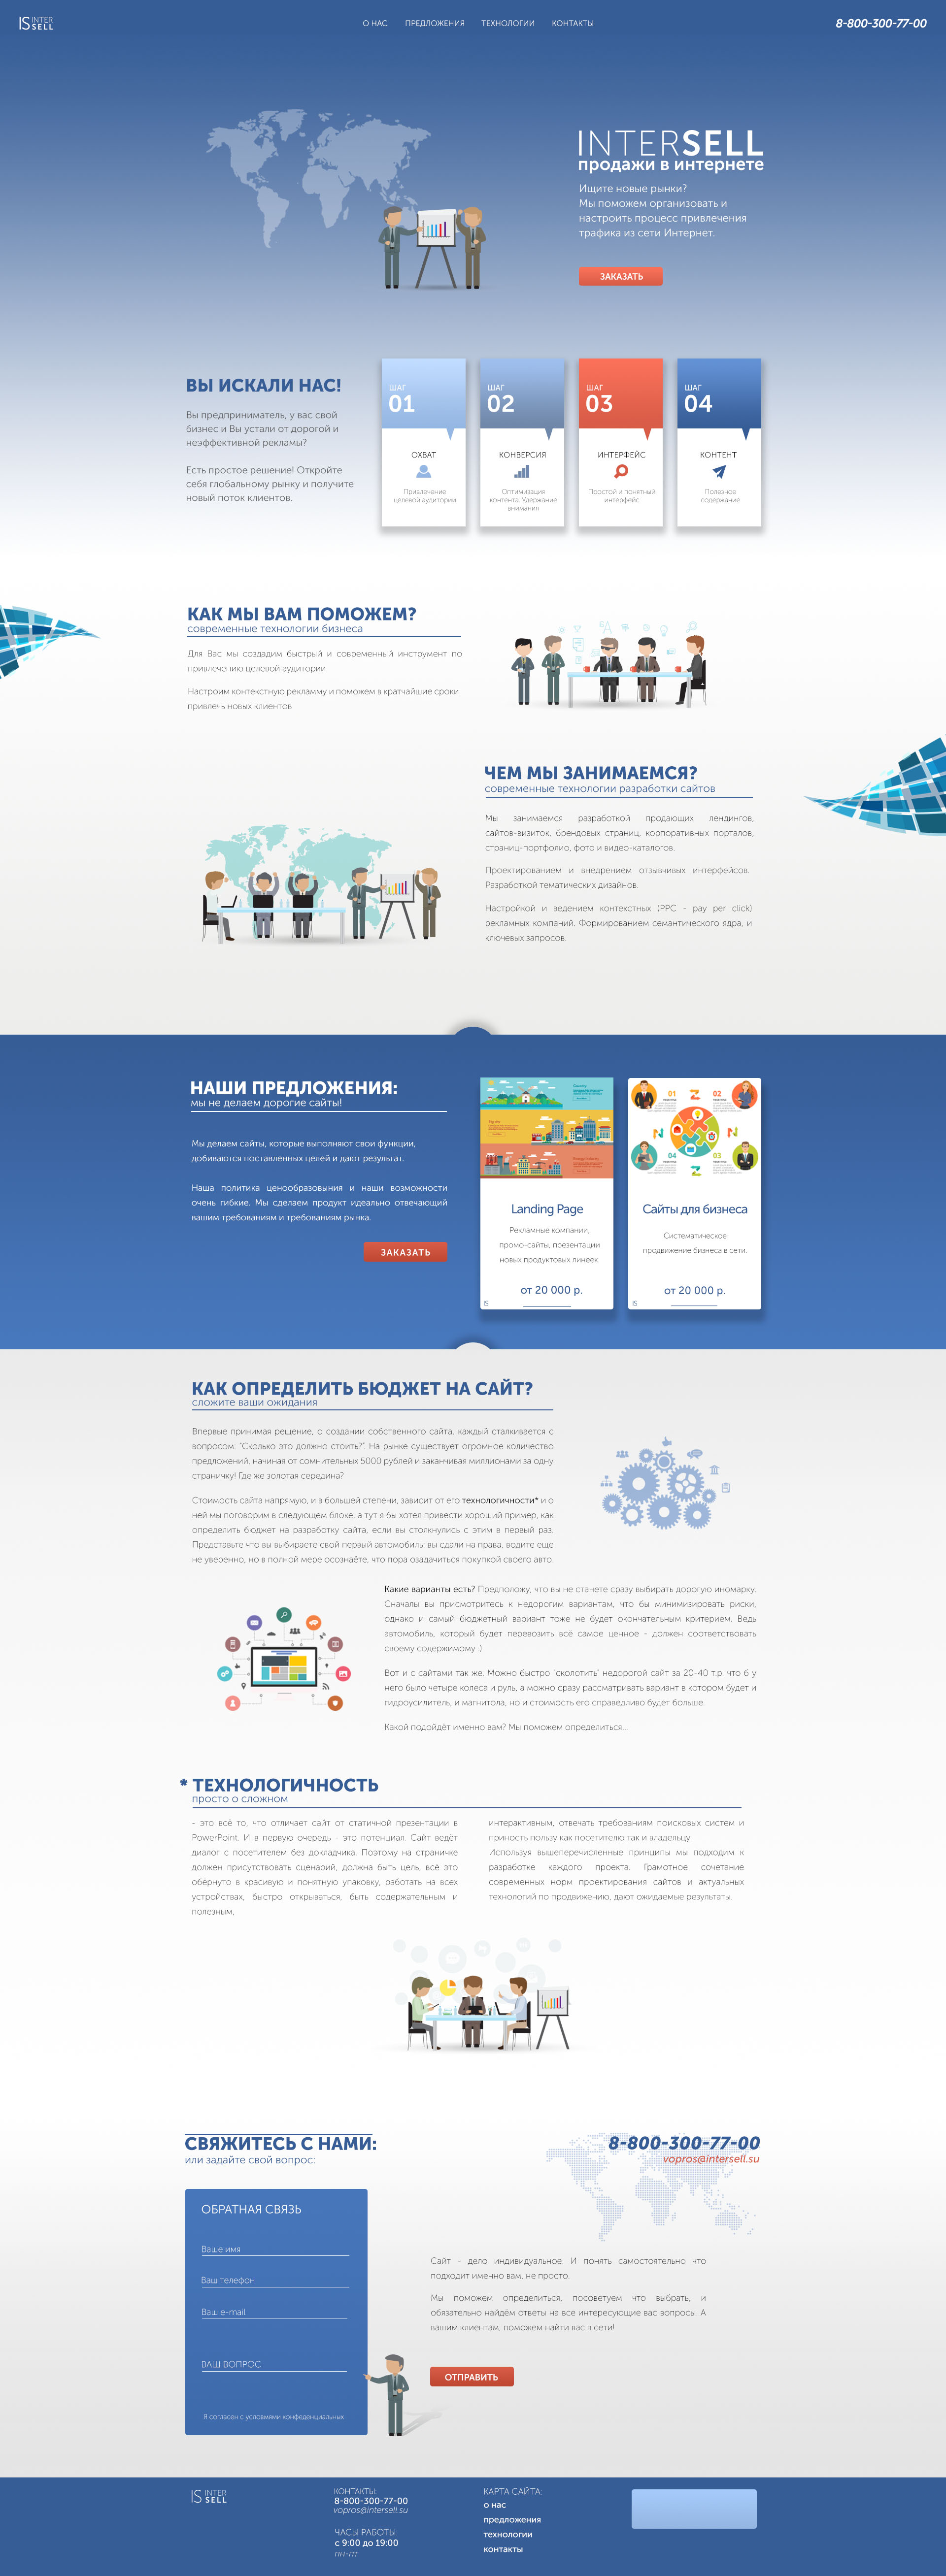 IS INTER SELL
О НАС ПРЕДЛОЖЕНИЯ ТЕХНОЛОГИИ КОНТАКТЫ
8-800-300-77-00
INTERSELL
продажи в интернете
Ищите новые рынки?
Мы поможем организовать и
настроить процесс привлечения
трафика из сети Интернет.
ЗАКАЗАТЬ
ВЫ ИСКАЛИ НАС!
Вы предприниматель, у вас свой
бизнес и Вы устали от дорогой и
неэффективной рекламы?
Есть простое решение! Откройте
себя глобальному рынку и получите
новый поток клиентов.
ШАГ
01
ОХВАТ
Привлечение
целевой аудитории
ШАГ
02
КОНВЕРСИЯ
Оптимизация
контента. Удержание
внимания
ШАГ
03
ИНТЕРФЕЙС
Простой и понятный
интерфейс
ШАГ
04
КОНТЕНТ
Полезное
содержание
КАК МЫ ВАМ ПОМОЖЕМ?
современные технологии бизнеса
Для Вас мы создадим быстрый и современный инструмент по
привлечению целевой аудитории.
Настроим контекстную рекламму и поможем в кратчайшие сроки
привлечь новых клиентов
ЧЕМ МЫ ЗАНИМАЕМСЯ?
современные технологии разработки сайтов
Мы занимаемся разработкой продающих лендингов,
сайтов-визиток, брендовых страниц, корпоративных порталов,
страниц-портфолио, фото и видео-каталогов.
Проектированием и внедрением отзывчивых интерфейсов.
Разработкой тематических дизайнов.
Настройкой и ведением контекстных (PPC - pay per click)
рекламных компаний. Формированием семантического ядра, и
ключевых запросов.
НАШИ ПРЕДЛОЖЕНИЯ:
мы не делаем дорогие сайты!
Мы делаем сайты, которые выполняют свои функции,
добиваются поставленных целей и дают результат.
Наша политика ценообразовыния и наши возможности
очень гибкие. Мы сделаем продукт идеально отвечающий
вашим требованиям и требованиям рынка.
ЗАКАЗАТЬ
Landing Page
Рекламные компании,
промо-сайты, презентации
новых продуктовых линеек.
от 20 000 р.
IS
01
02
04
03
Сайты для бизнеса
Систематическое
продвижение бизнеса в сети.
от 20 000 р.
IS
КАК ОПРЕДЕЛИТЬ БЮДЖЕТ НА САЙТ?
сложите ваши ожидания
Впервые принимая рещение, о создании собственного сайта, каждый сталкивается с
вопросом: "Сколько это должно стоить?". На рынке существует огромное количество
предложений, начиная от сомнительных 5000 рублей и заканчивая миллионами за одну
страничку! Где же золотая середина?
Стоимость сайта напрямую, и в большей степени, зависит от его технологичности* и о
ней мы поговорим в следующем блоке, а тут я бы хотел привести хороший пример, как
определить бюджет на разработку сайта, если вы столкнулись с этим в первый раз.
Представьте что вы выбираете свой первый автомобиль: вы сдали на права, водите еще
не уверенно, но в полной мере осознаёте, что пора озадачиться покупкой своего авто.
Какие варианты есть? Предположу, что вы не станете сразу выбирать дорогую иномарку.
Сначалы вы присмотритесь к недорогим вариантам, что бы минимизировать риски,
однако и самый бюджетный вариант тоже не будет окончательным критерием. Ведь
автомобиль, который будет перевозить всё самое ценное - должен соответствовать
своему содержимому :)
Вот и с сайтами так же. Можно быстро "сколотить" недорогой сайт за 20-40 т.р. что б у
него было четыре колеса и руль, а можно сразу рассматривать вариант в котором будет и
гидроусилитель, и магнитола, но и стоимость его справедливо будет больше.
Какой подойдёт именно вам? Мы поможем определиться...
* ТЕХНОЛОГИЧНОСТЬ
просто о сложном
- это всё то, что отличает сайт от статичной презентации в
PowerPoint. И в первую очередь - это потенциал. Сайт ведёт
диалог с посетителем без докладчика. Поэтому на страничке
должен присутствовать сценарий, должна быть цель, всё это
обёрнуто в красивую и понятную упаковку, работать на всех
устройствах, быстро открываться, быть содержательным и
полезным,
интерактивным, отвечать требованиям поисковых систем и
приность пользу как посетителю так и владельцу.
Используя вышеперечисленные принципы мы подходим к
разработке каждого проекта. Грамотное сочетание
современных норм проектирования сайтов и актуальных
технологий по продвижению, дают ожидаемые результаты.
СВЯЖИТЕСЬ С НАМИ:
или задайте свой вопрос:
8-800-300-77-00
vopros@intersell.su
ОБРАТНАЯ СВЯЗЬ
Ваше имя
Ваш телефон
Ваш e-mail
ВАШ ВОПРОС
Я согласен с условиями конфеденциальных
Сайт - дело индивидуальное. И понять самостоятельно что
подходит именно вам, не просто.
Мы поможем определиться, посоветуем что выбрать, и
обязательно найдём ответы на все интересующие вас вопросы. А
вашим клиентам, поможем найти вас в сети!
ОТПРАВИТЬ
IS INTER SELL
КОНТАКТЫ:
8-800-300-77-00
vopros@intersell.su
ЧАСЫ РАБОТЫ:
с 9:00 до 19:00
пн-пт
КАРТА САЙТА:
о нас
предложения
технологии
контакты